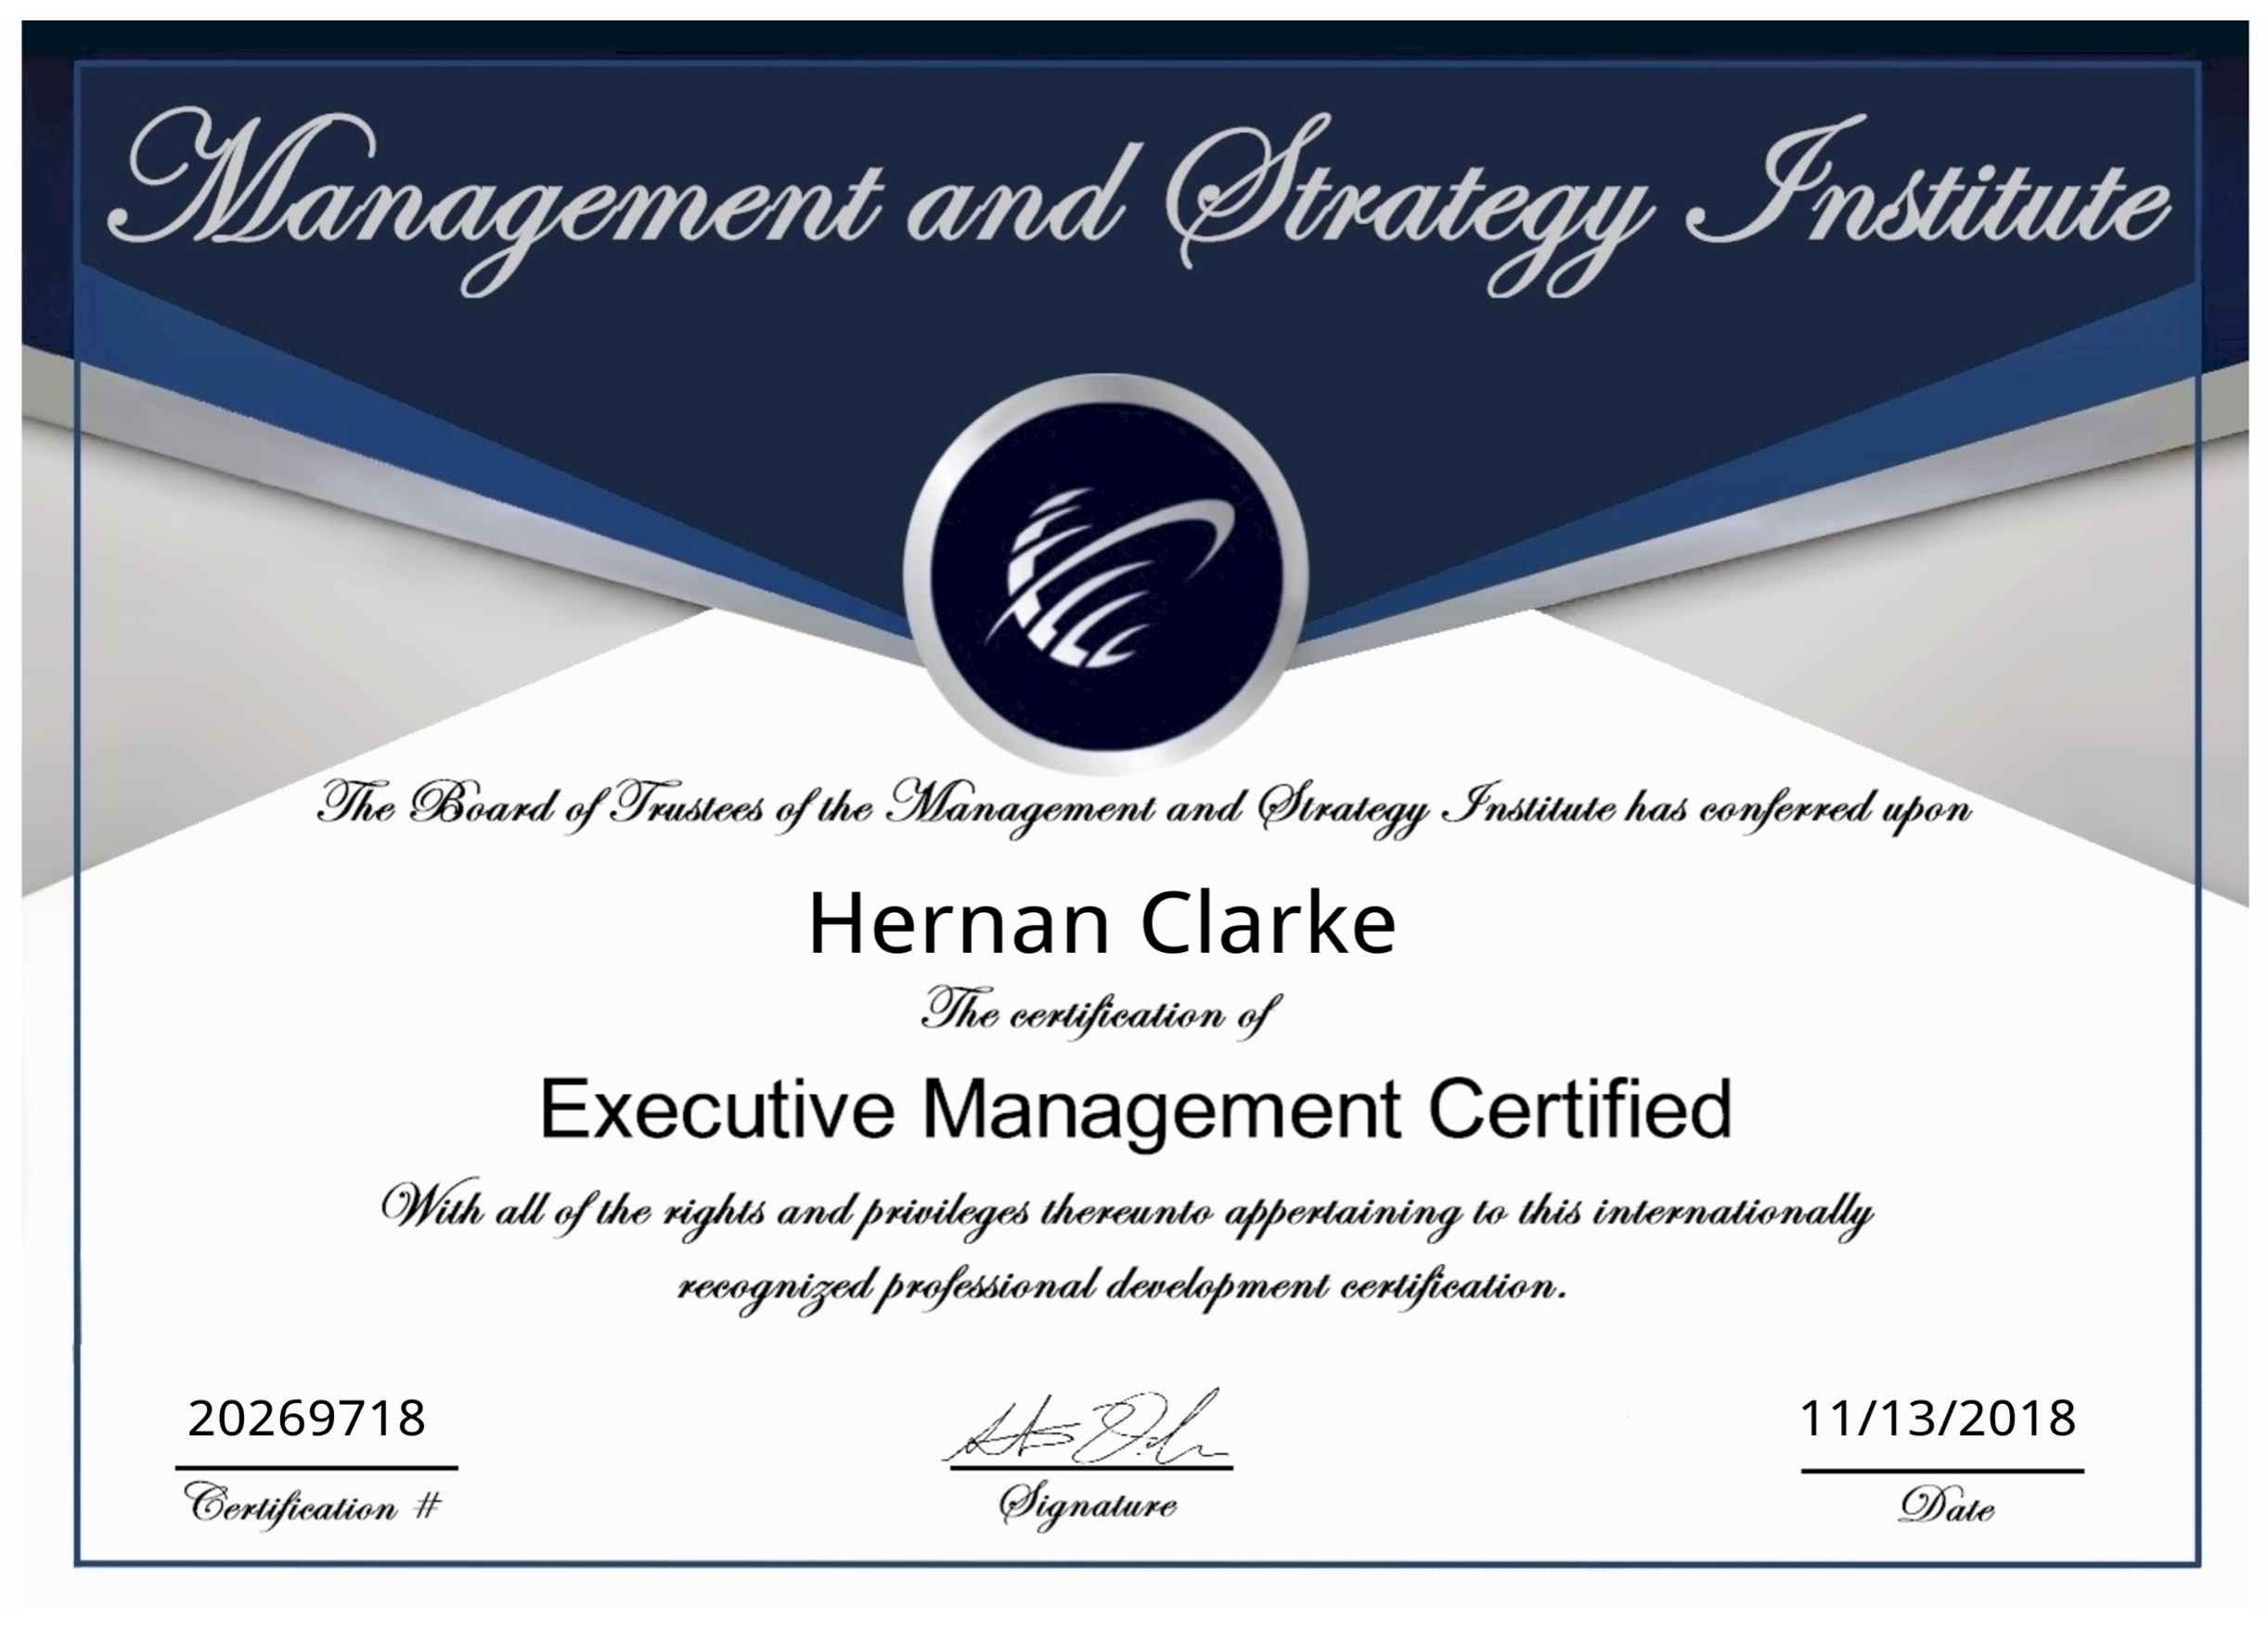 Management and Strategy Institute
The Board of Trustees of the Management and Strategy Institute has conferred upon
Hernan Clarke
The certification of
Executive Management Certified
With all of the rights and privileges thereunto appertaining to this internationally
recognized professional development certification.
20269718
11/13/2018
Certification #
Signature
Date